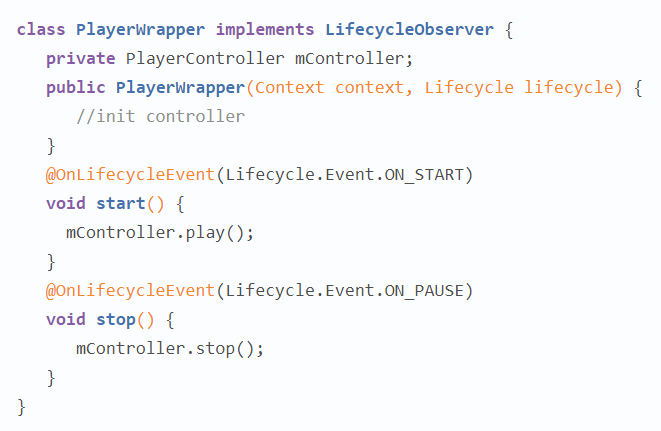 class PlayerWrapper implements LifecycleObserver {
   private PlayerController mController;
   public PlayerWrapper(Context context, Lifecycle lifecycle) {
      //init controller
   }
   @OnLifecycleEvent(Lifecycle.Event.ON_START)
   void start() {
     mController.play();
   }
   @OnLifecycleEvent(Lifecycle.Event.ON_PAUSE)
   void stop() {
      mController.stop();
   }
}